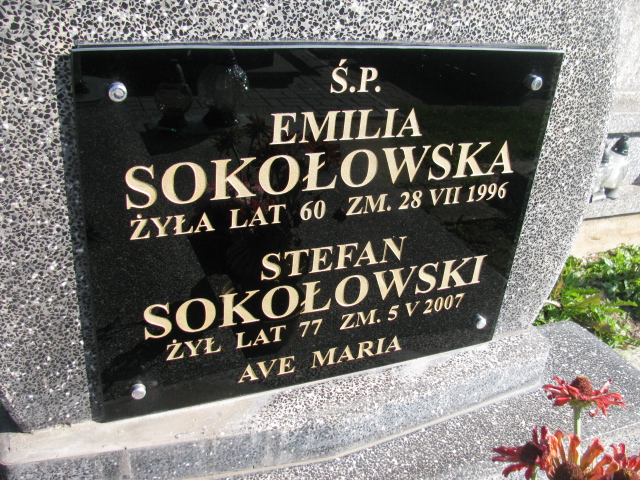 Ś.P.
EMILIA
SOKOŁOWSKA
ŻYŁA LAT 60 ZM. 28 VII 1996
STEFAN
SOKOŁOWSKI
ŻYŁ LAT 77 ZM. 5 V 2007
AVE MARIA